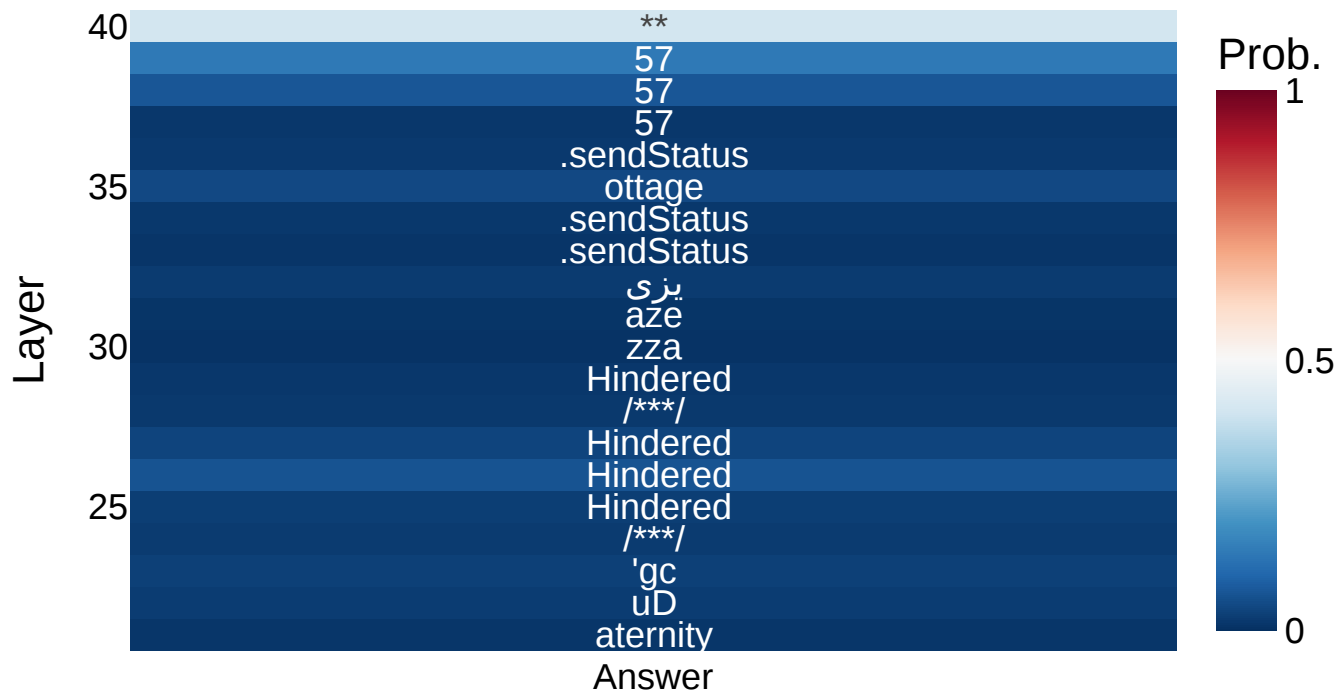 40
**
Prob.
57
1
57
57
.sendStatus
35
ottage
.sendStatus
.sendStatus
یزی
Layer
aze
30
zza
0.5
Hindered
/***/
Hindered
Hindered
25
Hindered
/***/
'gc
uD
0
aternity
Answer